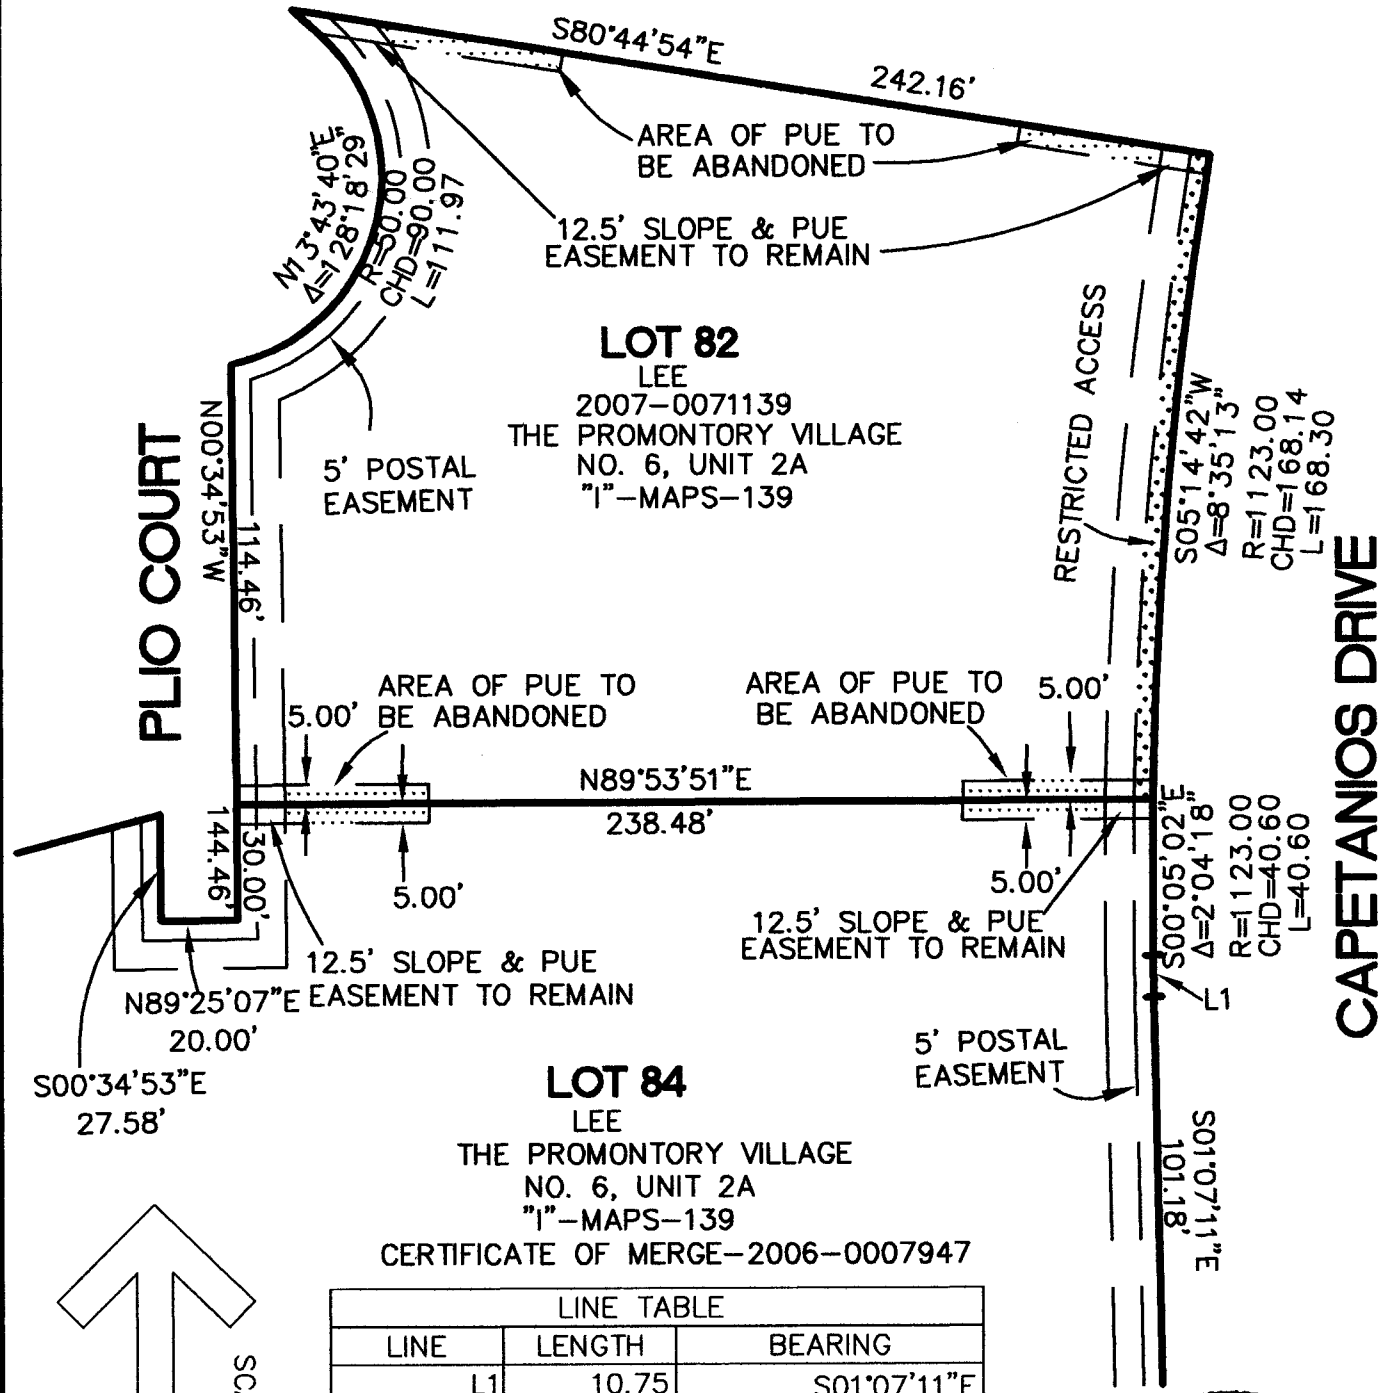 S80°44'54"E
242.16'
AREA OF PUE TO
BE ABANDONED
12.5' SLOPE & PUE
EASEMENT TO REMAIN
N13°43'40"E
Δ=128°18'29"
R=50.00
CHD=90.00
L=111.97
LOT 82
LEE
2007-0071139
THE PROMONTORY VILLAGE
NO. 6, UNIT 2A
"I"-MAPS-139
RESTRICTED ACCESS
S05°14'42"W
Δ=8°35'13"
R=1123.00
CHD=168.14
L=168.30
PLIO COURT
N00°34'53"W
114.46'
5' POSTAL
EASEMENT
CAPETANIOS DRIVE
AREA OF PUE TO
BE ABANDONED
5.00'
AREA OF PUE TO
BE ABANDONED
5.00'
N89°53'51"E
238.48'
144.46'
30.00'
5.00'
5.00'
12.5' SLOPE & PUE
EASEMENT TO REMAIN
12.5' SLOPE & PUE
EASEMENT TO REMAIN
S00°05'02"E
Δ=2°04'18"
R=1123.00
CHD=40.60
L=40.60
L1
N89°25'07"E
20.00'
S00°34'53"E
27.58'
5' POSTAL
EASEMENT
S01°07'11"E
101.18'
LOT 84
LEE
THE PROMONTORY VILLAGE
NO. 6, UNIT 2A
"I"-MAPS-139
CERTIFICATE OF MERGE-2006-0007947
LINE TABLE
LINE LENGTH BEARING
L1 10.75 S01°07'11"E